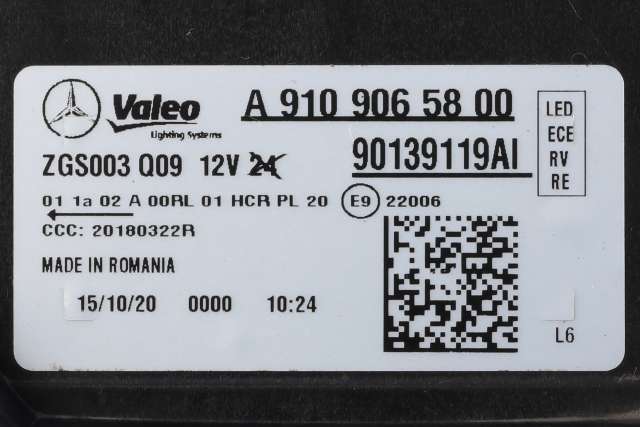 Valeo
Lighting Systems
A 910 906 58 00
LED
ECE
RV
RE
ZGS003 Q09 12V 24
90139119AI
01 1a 02 A 00RL 01 HCR PL 20 E9 22006
CCC: 20180322R
MADE IN ROMANIA
15/10/20 0000 10:24
L6